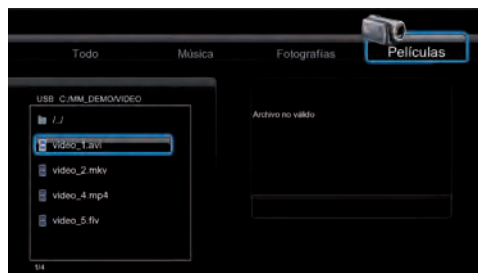 Todo Música Fotografías Películas
USB C:/MM_DEMO/VIDEO
/../
Archivo no válido
video_1.avi
video_2.mkv
video_4.mp4
video_5.flv
1/4